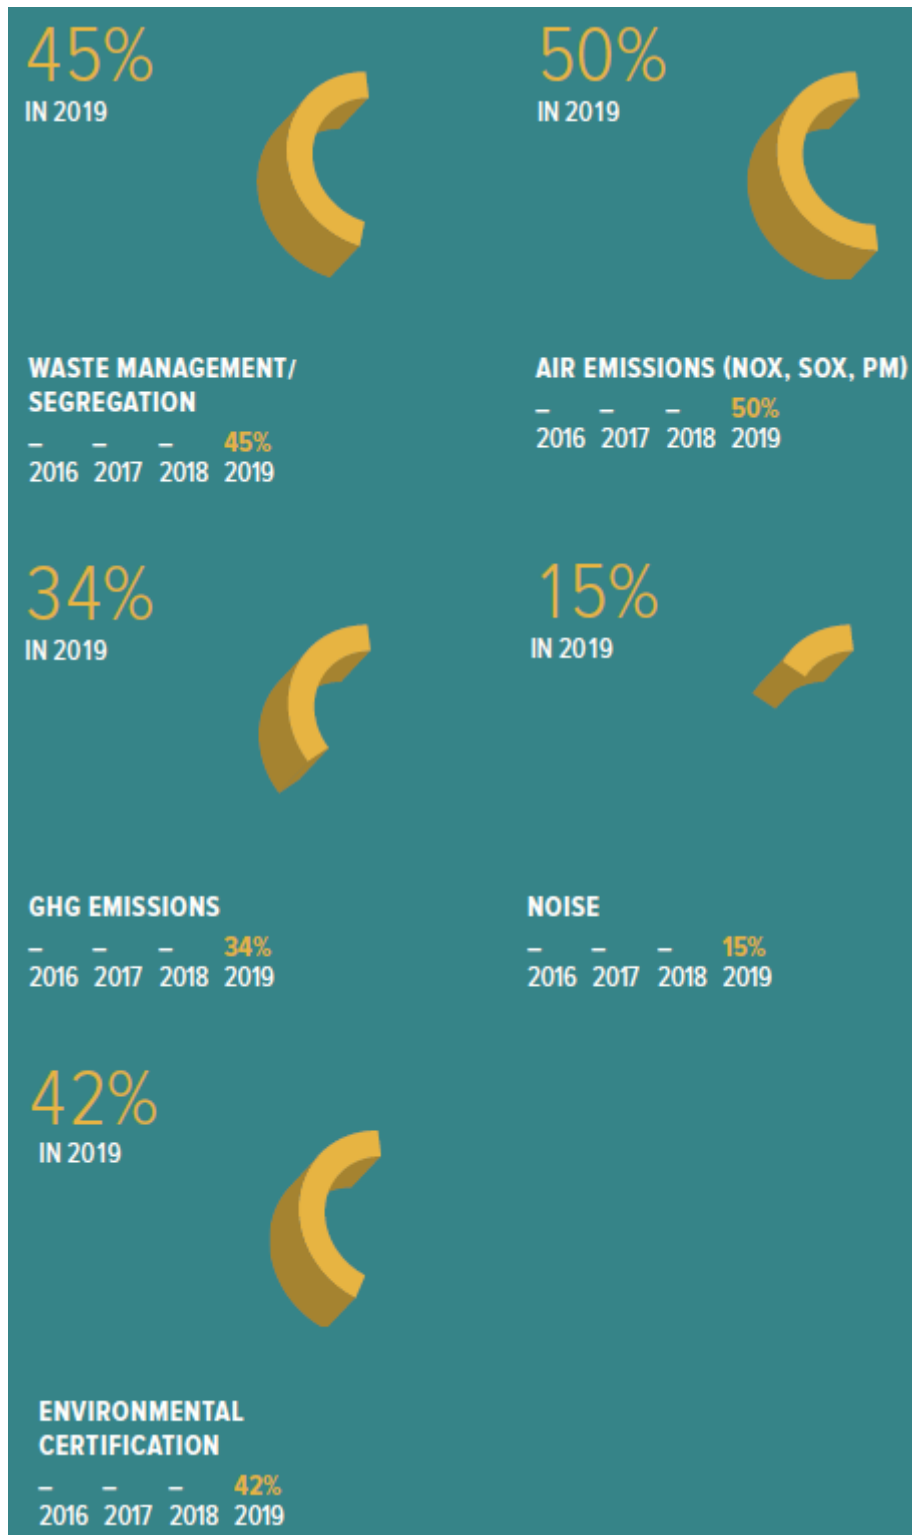 45%
IN 2019
WASTE MANAGEMENT/
SEGREGATION
– – – 45%
2016 2017 2018 2019
50%
IN 2019
AIR EMISSIONS (NOX, SOX, PM)
– – – 50%
2016 2017 2018 2019
34%
IN 2019
GHG EMISSIONS
– – – 34%
2016 2017 2018 2019
15%
IN 2019
NOISE
– – – 15%
2016 2017 2018 2019
42%
IN 2019
ENVIRONMENTAL
CERTIFICATION
– – – 42%
2016 2017 2018 2019